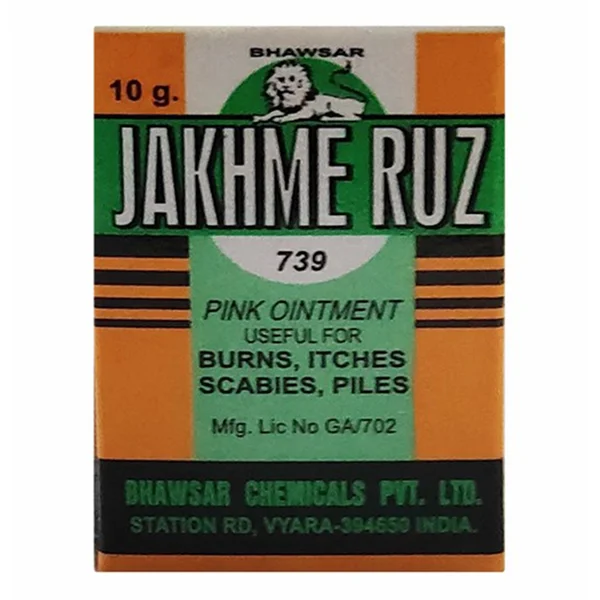 BHAWSAR
10 g.
JAKHME RUZ
739
PINK OINTMENT
USEFUL FOR
BURNS, ITCHES
SCABIES, PILES
Mfg. Lic No GA/702
BHAWSAR CHEMICALS PVT. LTD.
STATION RD, VYARA-394650 INDIA.